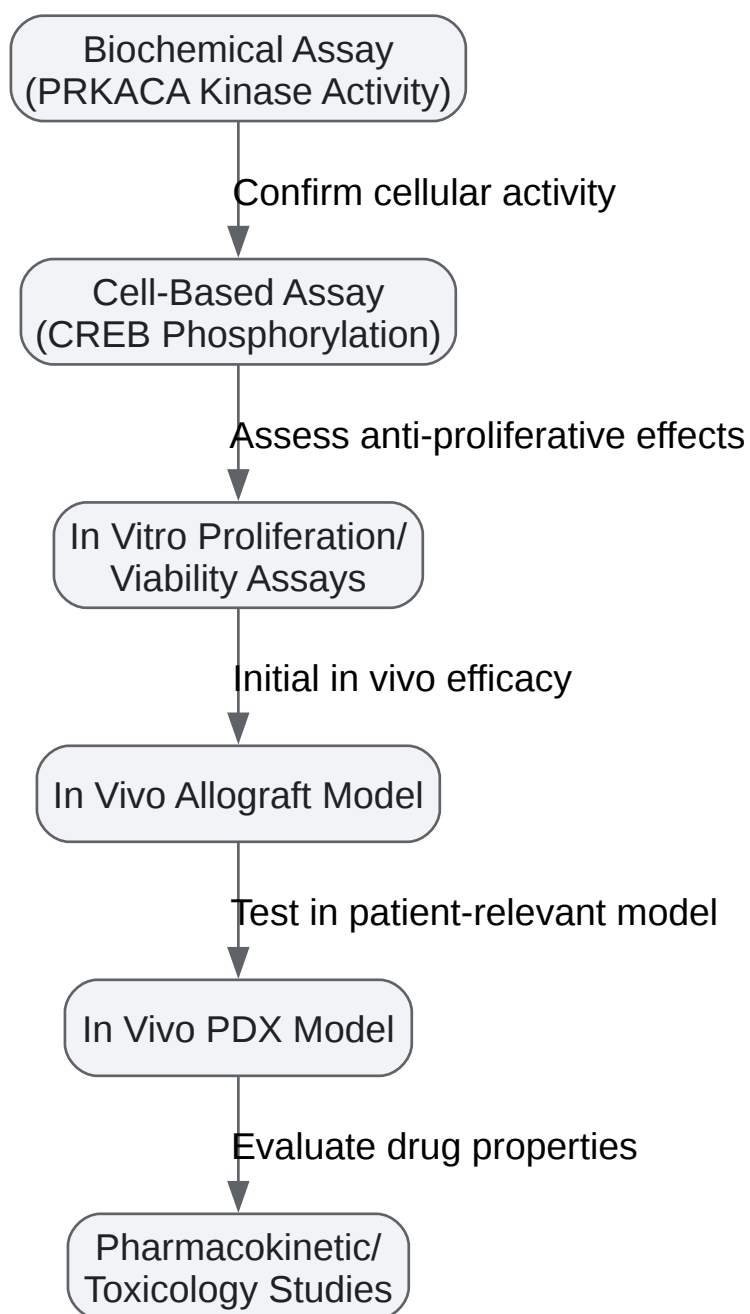 Biochemical Assay
(PRKACA Kinase Activity)
Confirm cellular activity
Cell-Based Assay
(CREB Phosphorylation)
Assess anti-proliferative effects
In Vitro Proliferation/
Viability Assays
Initial in vivo efficacy
In Vivo Allograft Model
Test in patient-relevant model
In Vivo PDX Model
Evaluate drug properties
Pharmacokinetic/
Toxicology Studies